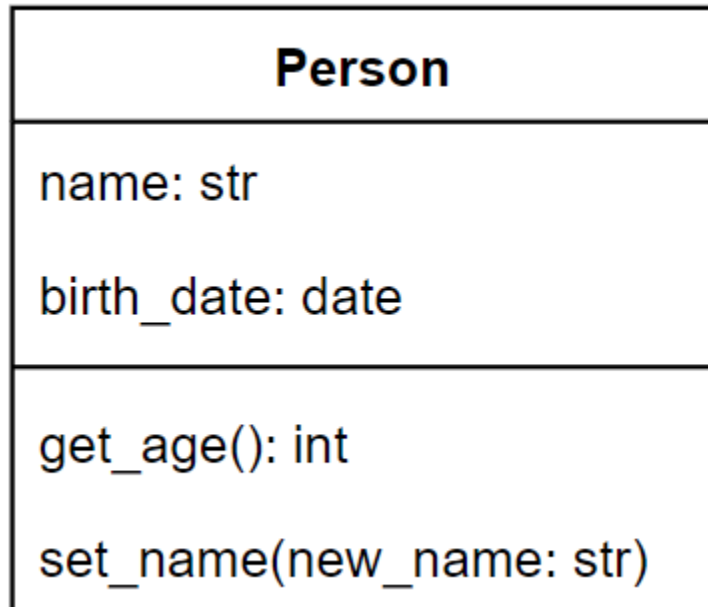 Person
name: str
birth_date: date
get_age(): int
set_name(new_name: str)